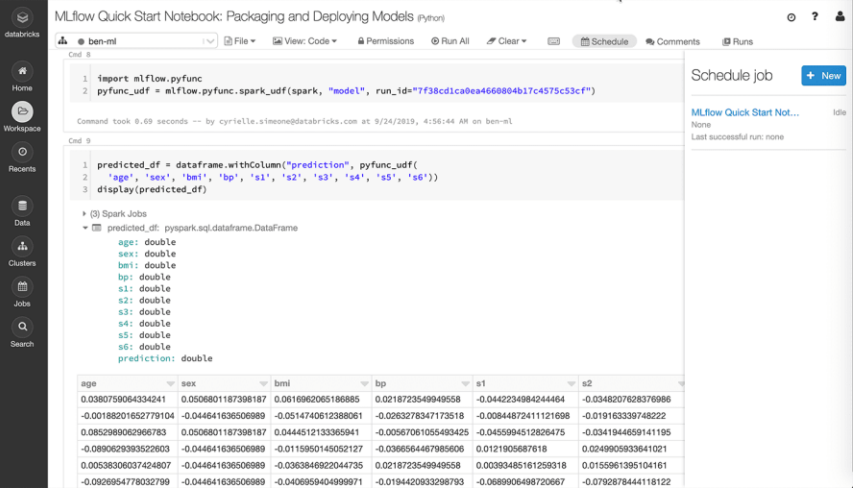 MLflow Quick Start Notebook: Packaging and Deploying Models (Python)
databricks
ben-ml File View: Code Permissions Run All Clear Schedule Comments Runs
Cmd 8
1 import mlflow.pyfunc
2 pyfunc_udf = mlflow.pyfunc.spark_udf(spark, "model", run_id="7f38cd1ca0ea4660804b17c4575c53cf")
Command took 0.69 seconds -- by cyrielle.simeone@databricks.com at 9/24/2019, 4:56:44 AM on ben-ml
Cmd 9
1 predicted_df = dataframe.withColumn("prediction", pyfunc_udf(
2 'age', 'sex', 'bmi', 'bp', 's1', 's2', 's3', 's4', 's5', 's6'))
3 display(predicted_df)
(3) Spark Jobs
predicted_df: pyspark.sql.dataframe.DataFrame
age: double
sex: double
bmi: double
bp: double
s1: double
s2: double
s3: double
s4: double
s5: double
s6: double
prediction: double
age sex bmi bp s1 s2
0.0380759064334241 0.0506801187398187 0.0616962065186885 0.0218723549949558 -0.0442234984244464 -0.0348207628376986
-0.00188201652779104 -0.044641636506989 -0.0514740612388061 -0.0263278347173518 -0.00844872411121698 -0.019163339748222
0.0852989062966783 0.0506801187398187 0.0444512133365941 -0.00567061055493425 -0.0455994512826475 -0.0341944659141195
-0.0890629393522603 -0.044641636506989 -0.0115950145052127 -0.0366564467985606 0.0121905687618 0.0249905933641021
0.00538306037424807 -0.044641636506989 -0.0363846922044735 0.0218723549949558 0.00393485161259318 0.0155961395104161
-0.0926954778032799 -0.044641636506989 -0.0406959404999971 -0.0194420933298793 -0.0689906498720667 -0.0792878444118122
Home
Workspace
Recents
Data
Clusters
Jobs
Search
Schedule job
+ New
MLflow Quick Start Not... Idle
None
Last successful run: none